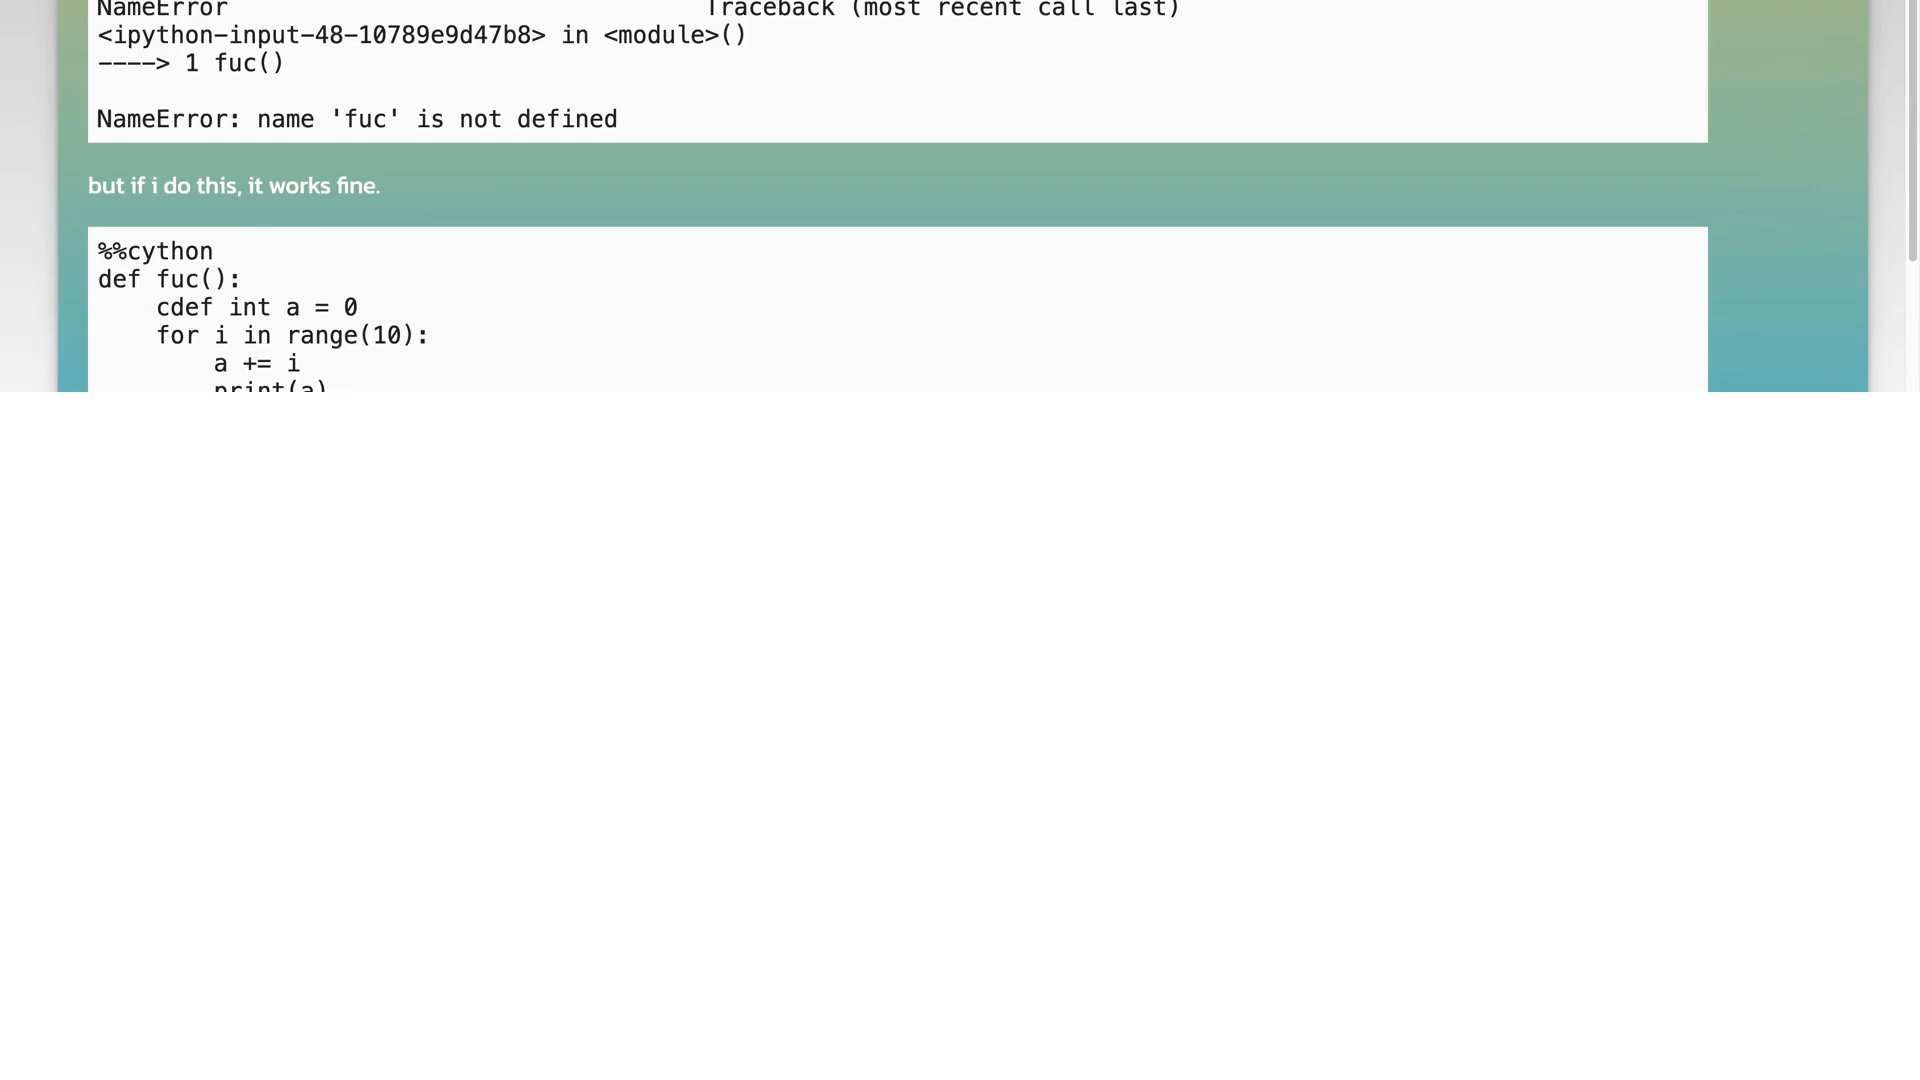 NameError                                 Traceback (most recent call last)
<ipython-input-48-10789e9d47b8> in <module>()
----> 1 fuc()
NameError: name 'fuc' is not defined
but if i do this, it works fine.
%%cython
def fuc():
    cdef int a = 0
    for i in range(10):
        a += i
        print(a)